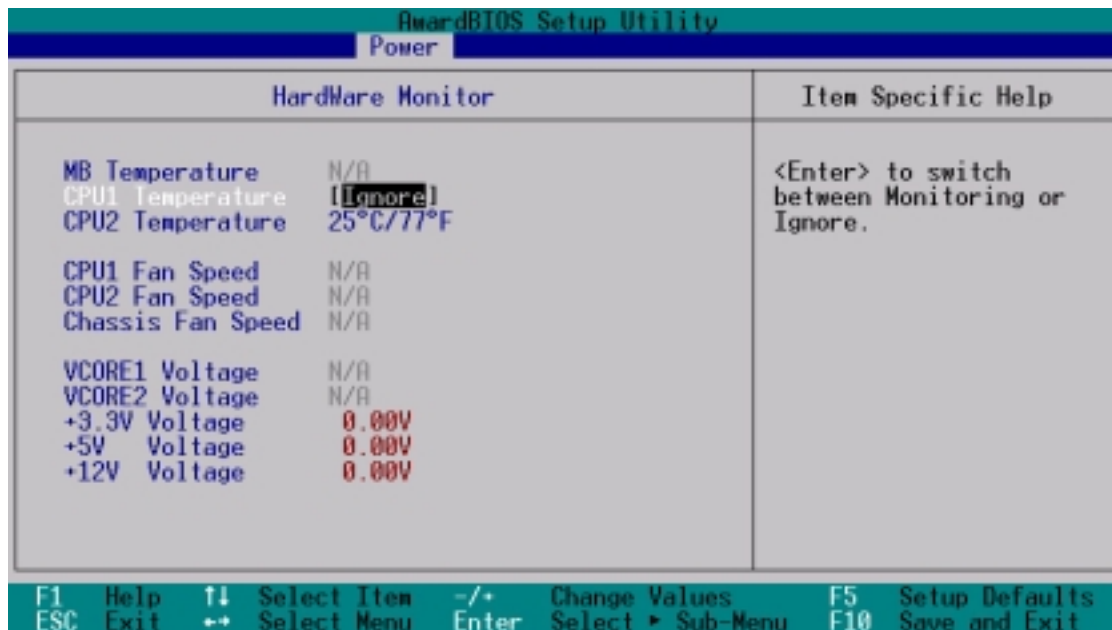 AwardBIOS Setup Utility
Power
HardWare Monitor
Item Specific Help
MB Temperature N/A
CPU1 Temperature [Ignore]
CPU2 Temperature 25°C/77°F
CPU1 Fan Speed N/A
CPU2 Fan Speed N/A
Chassis Fan Speed N/A
VCORE1 Voltage N/A
VCORE2 Voltage N/A
+3.3V Voltage 0.00V
+5V Voltage 0.00V
+12V Voltage 0.00V
<Enter> to switch
between Monitoring or
Ignore.
F1 Help ↑↓ Select Item -/+ Change Values F5 Setup Defaults
ESC Exit ←→ Select Menu Enter Select ► Sub-Menu F10 Save and Exit